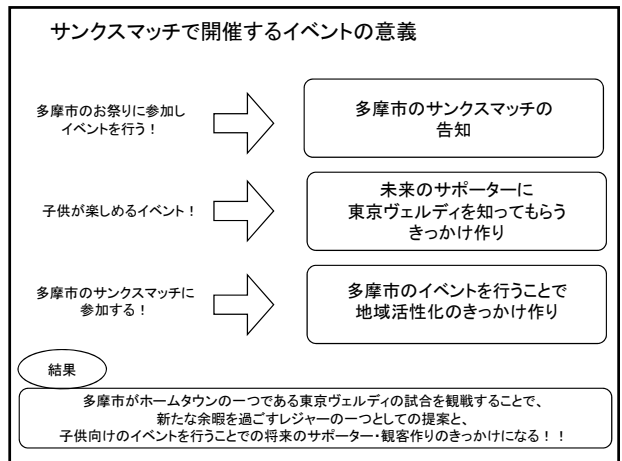 サンクスマッチで開催するイベントの意義
多摩市のお祭りに参加し
イベントを行う！
多摩市のサンクスマッチの
告知
子供が楽しめるイベント！
未来のサポーターに
東京ヴェルディを知ってもらう
きっかけ作り
多摩市のサンクスマッチに
参加する！
多摩市のイベントを行うことで
地域活性化のきっかけ作り
結果
多摩市がホームタウンの一つである東京ヴェルディの試合を観戦することで、
新たな余暇を過ごすレジャーの一つとしての提案と、
子供向けのイベントを行うことでの将来のサポーター・観客作りのきっかけになる！！